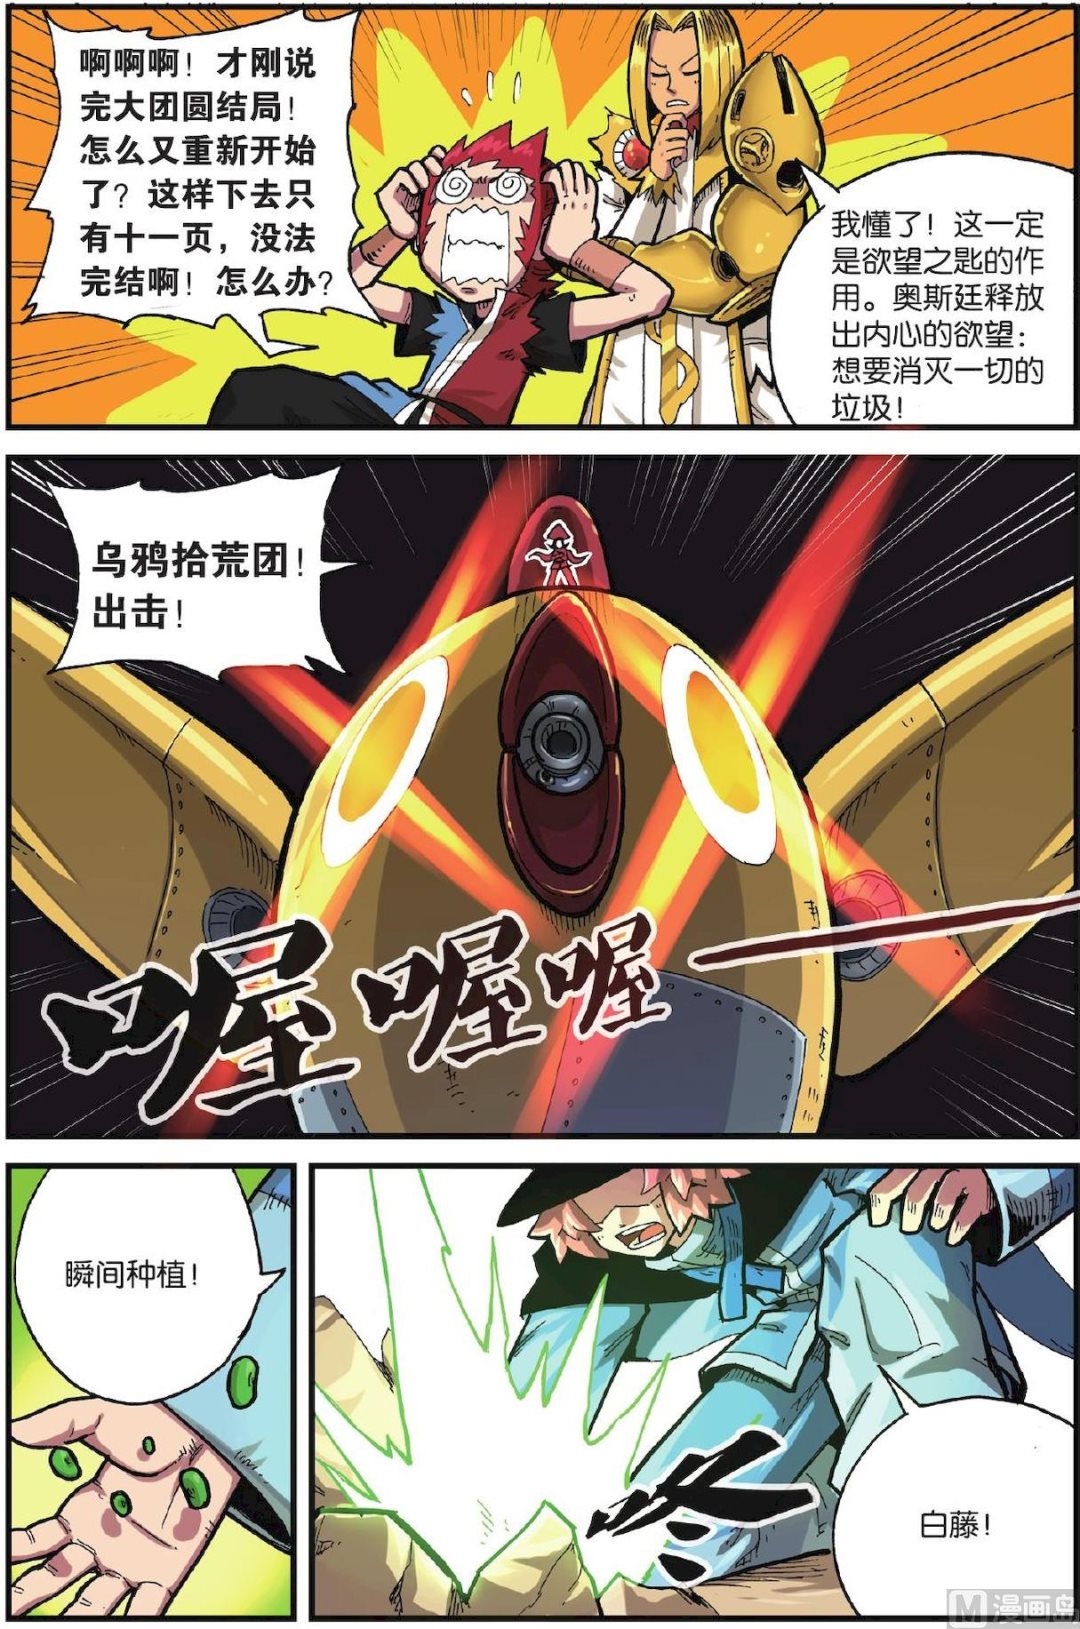 啊啊啊！才刚说
完大团圆结局！
怎么又重新开始
了？这样下去只
有十一页，没法
完结啊！怎么办？
我懂了！这一定
是欲望之匙的作
用。奥斯廷释放
出内心的欲望：
想要消灭一切的
垃圾！
乌鸦拾荒团！
出击！
喔喔喔
瞬间种植！
咚
白藤！
M 漫画岛